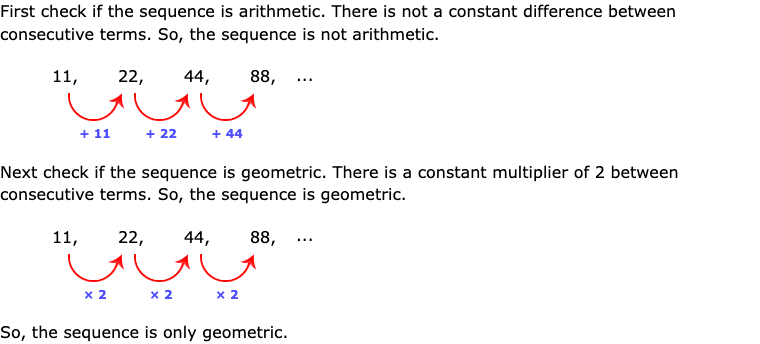 First check if the sequence is arithmetic. There is not a constant difference between
consecutive terms. So, the sequence is not arithmetic.
11, 22, 44, 88, ...
+ 11 + 22 + 44
Next check if the sequence is geometric. There is a constant multiplier of 2 between
consecutive terms. So, the sequence is geometric.
11, 22, 44, 88, ...
× 2 × 2 × 2
So, the sequence is only geometric.